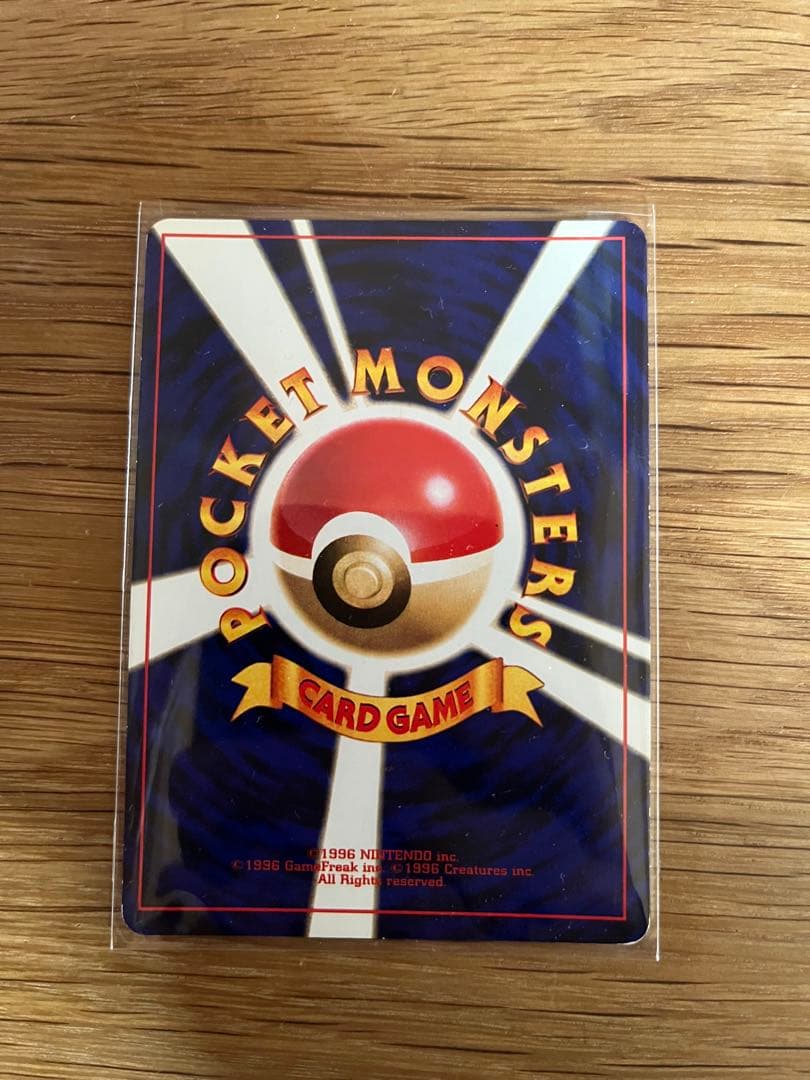 POCKET MONSTERS
CARD GAME
©1996 NINTENDO inc.
©1996 GameFreak inc. ©1996 Creatures inc.
All Rights reserved.